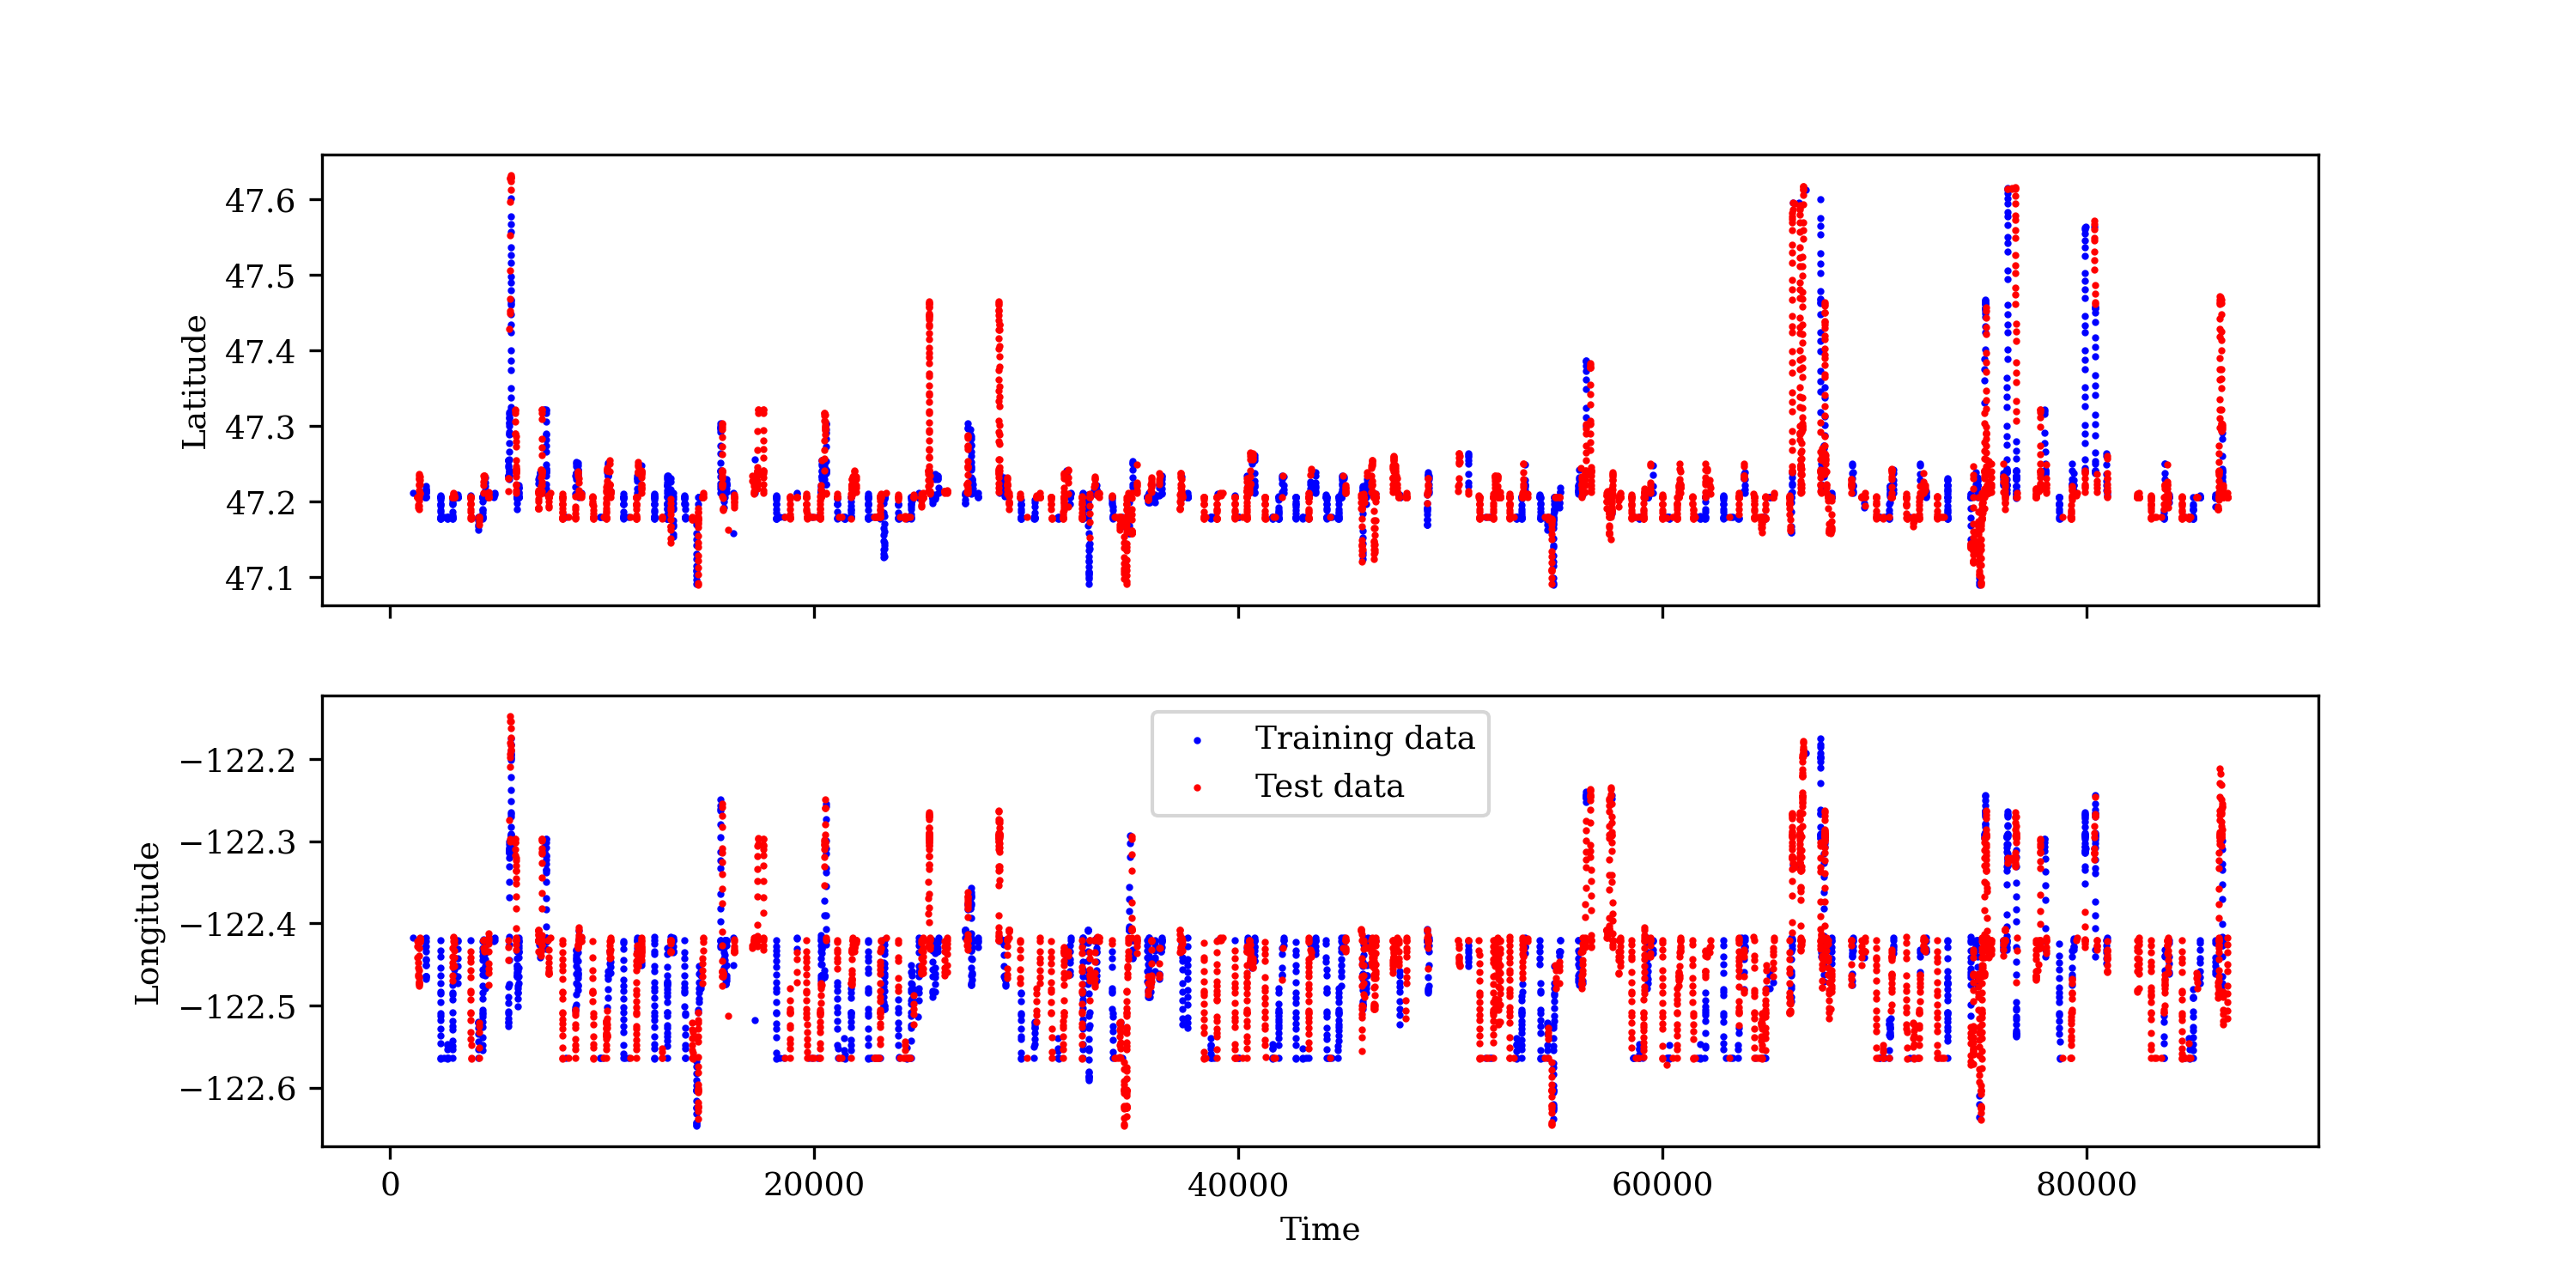 47.6
47.5
47.4
47.3
47.2
47.1
Latitude
Training data
Test data
−122.2
−122.3
−122.4
−122.5
−122.6
Longitude
0 20000 40000 60000 80000
Time